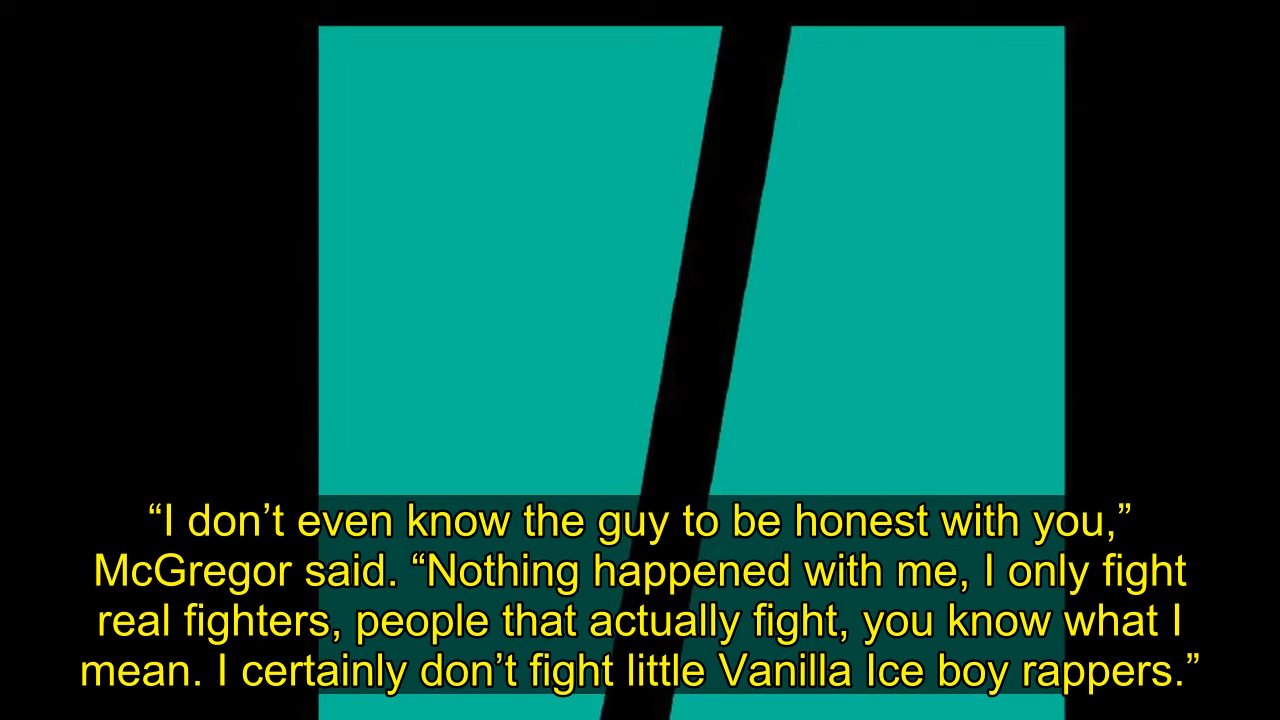 “I don’t even know the guy to be honest with you,”
McGregor said. “Nothing happened with me, I only fight
real fighters, people that actually fight, you know what I
mean. I certainly don’t fight little Vanilla Ice boy rappers.”